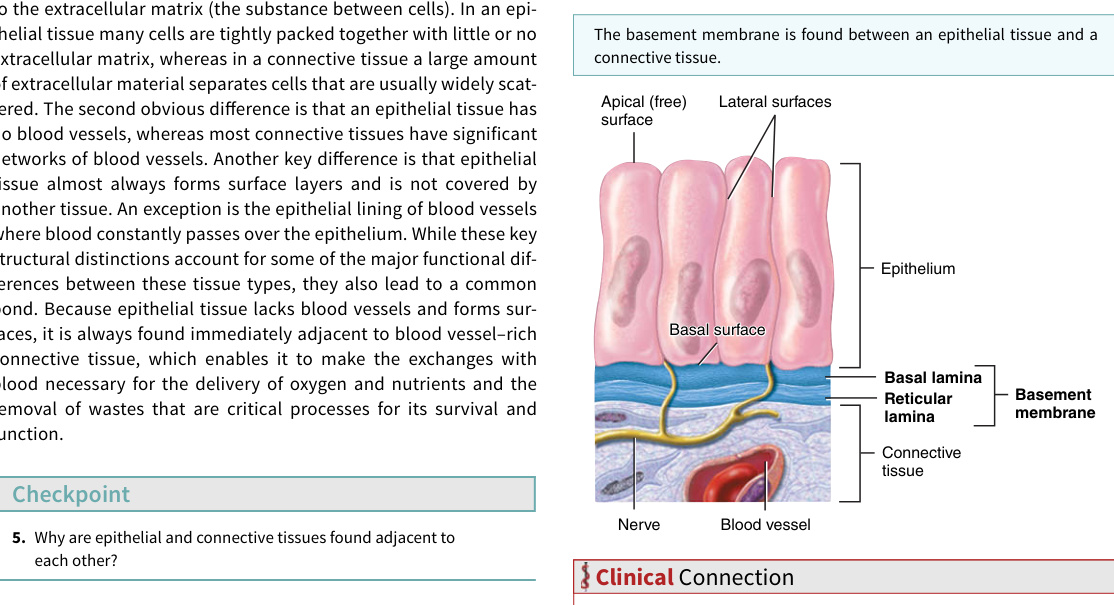 o the extracellular matrix (the substance between cells). In an epi-
helial tissue many cells are tightly packed together with little or no
xtracellular matrix, whereas in a connective tissue a large amount
f extracellular material separates cells that are usually widely scat-
ered. The second obvious difference is that an epithelial tissue has
o blood vessels, whereas most connective tissues have significant
etworks of blood vessels. Another key difference is that epithelial
issue almost always forms surface layers and is not covered by
nother tissue. An exception is the epithelial lining of blood vessels
where blood constantly passes over the epithelium. While these key
tructural distinctions account for some of the major functional dif-
erences between these tissue types, they also lead to a common
bond. Because epithelial tissue lacks blood vessels and forms sur-
aces, it is always found immediately adjacent to blood vessel–rich
connective tissue, which enables it to make the exchanges with
blood necessary for the delivery of oxygen and nutrients and the
emoval of wastes that are critical processes for its survival and
unction.
Checkpoint
5. Why are epithelial and connective tissues found adjacent to
each other?
The basement membrane is found between an epithelial tissue and a
connective tissue.
Apical (free)
surface
Lateral surfaces
Epithelium
Basal surface
Basal lamina
Reticular
lamina
Basement
membrane
Connective
tissue
Nerve
Blood vessel
Clinical Connection